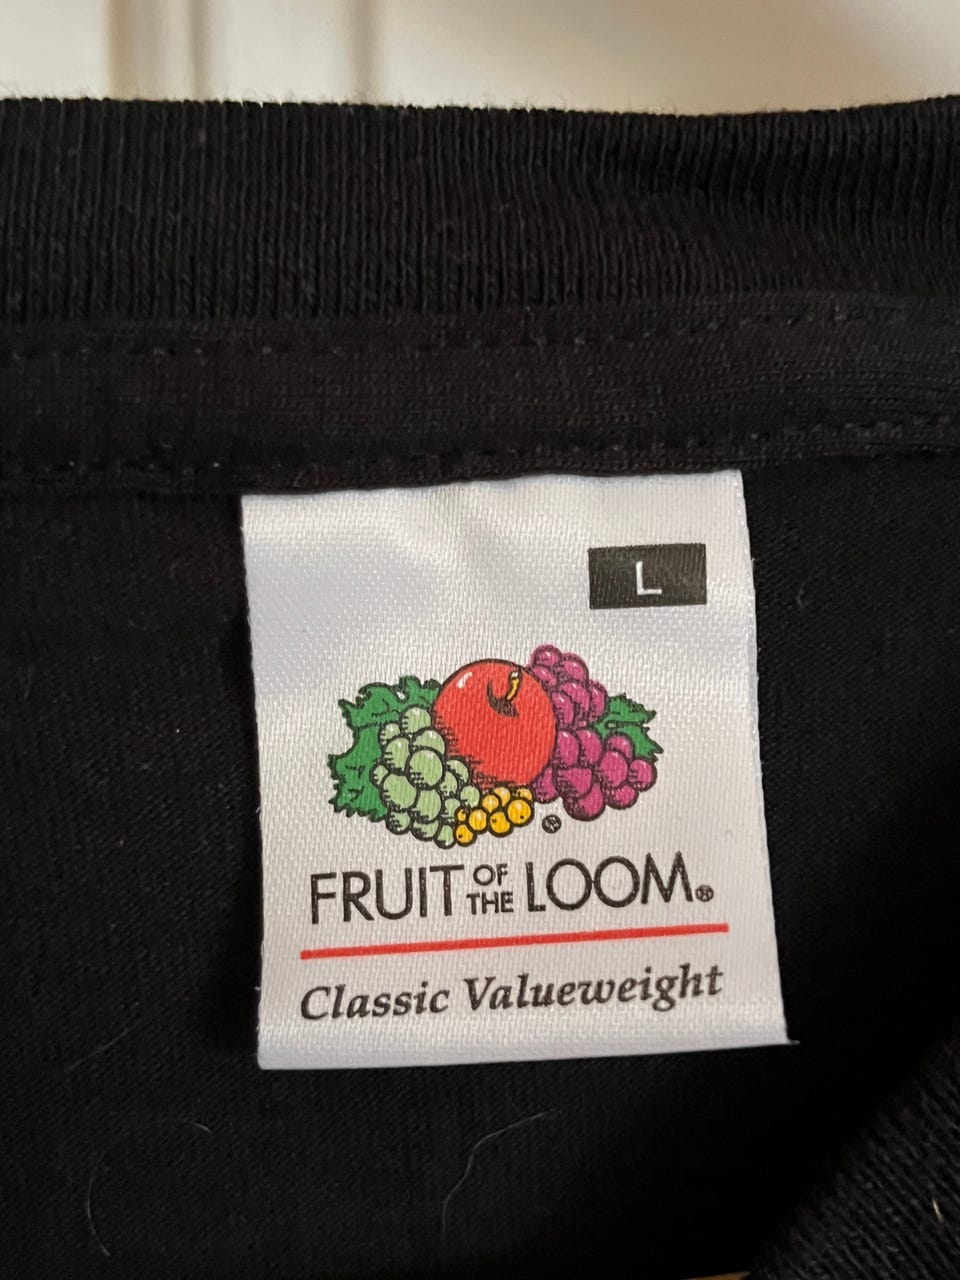 L
®
FRUIT OF THE LOOM®
Classic Valueweight